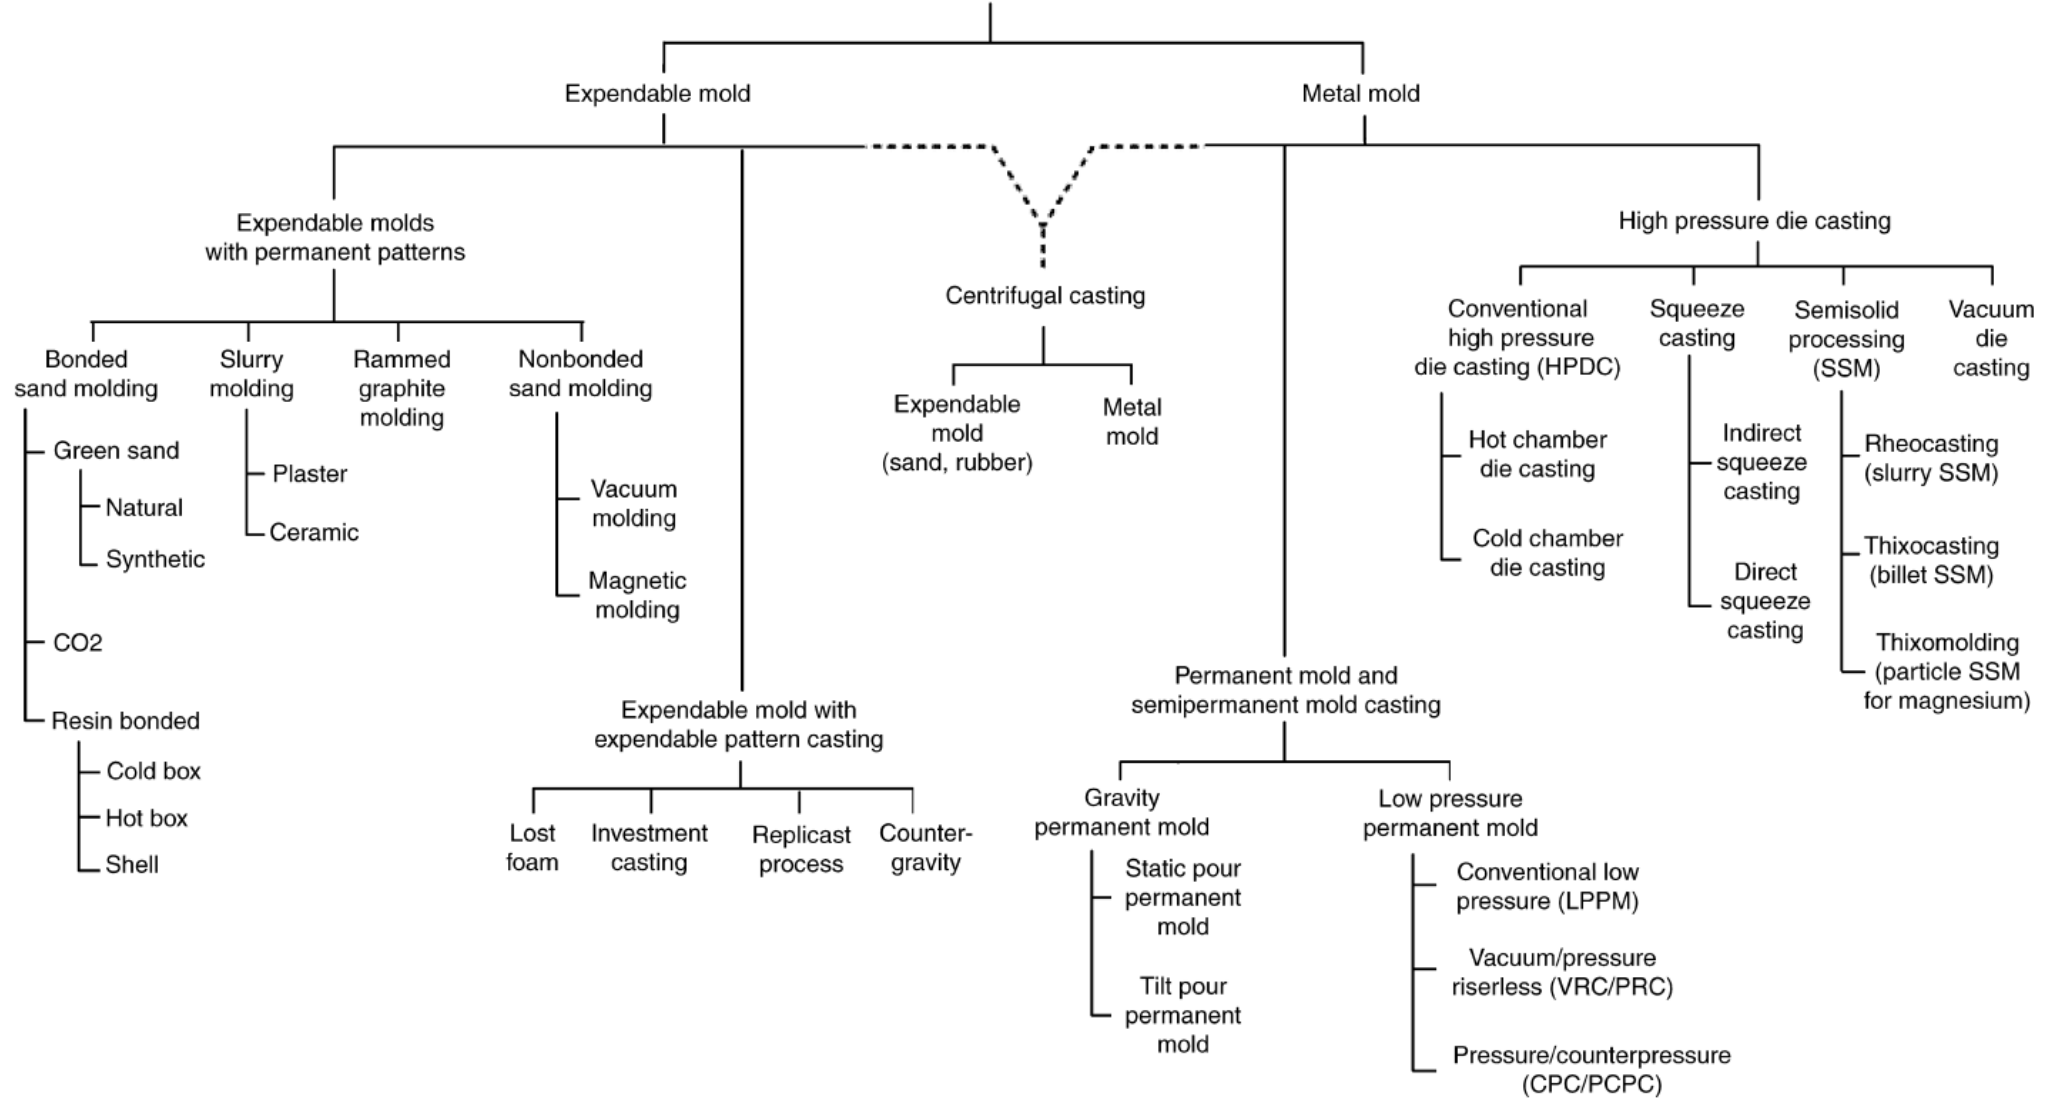 Expendable mold
Metal mold
Expendable molds
with permanent patterns
High pressure die casting
Centrifugal casting
Bonded
sand molding
Slurry
molding
Rammed
graphite
molding
Nonbonded
sand molding
Expendable
mold
(sand, rubber)
Metal
mold
Conventional
high pressure
die casting (HPDC)
Squeeze
casting
Semisolid
processing
(SSM)
Vacuum
die
casting
Green sand
Natural
Synthetic
CO2
Resin bonded
Cold box
Hot box
Shell
Plaster
Ceramic
Vacuum
molding
Magnetic
molding
Hot chamber
die casting
Cold chamber
die casting
Indirect
squeeze
casting
Direct
squeeze
casting
Rheocasting
(slurry SSM)
Thixocasting
(billet SSM)
Thixomolding
(particle SSM
for magnesium)
Expendable mold with
expendable pattern casting
Lost
foam
Investment
casting
Replicast
process
Counter-
gravity
Permanent mold and
semipermanent mold casting
Gravity
permanent mold
Static pour
permanent
mold
Tilt pour
permanent
mold
Low pressure
permanent mold
Conventional low
pressure (LPPM)
Vacuum/pressure
riserless (VRC/PRC)
Pressure/counterpressure
(CPC/PCPC)